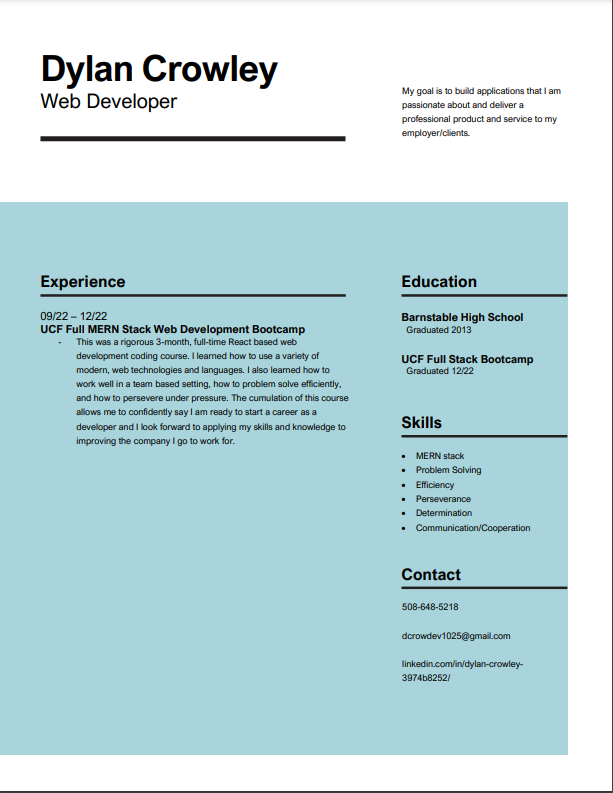 Dylan Crowley
Web Developer
My goal is to build applications that I am
passionate about and deliver a
professional product and service to my
employer/clients.
Experience
09/22 – 12/22
UCF Full MERN Stack Web Development Bootcamp
- This was a rigorous 3-month, full-time React based web
development coding course. I learned how to use a variety of
modern, web technologies and languages. I also learned how to
work well in a team based setting, how to problem solve efficiently,
and how to persevere under pressure. The cumulation of this course
allows me to confidently say I am ready to start a career as a
developer and I look forward to applying my skills and knowledge to
improving the company I go to work for.
Education
Barnstable High School
Graduated 2013
UCF Full Stack Bootcamp
Graduated 12/22
Skills
• MERN stack
• Problem Solving
• Efficiency
• Perseverance
• Determination
• Communication/Cooperation
Contact
508-648-5218
dcrowdev1025@gmail.com
linkedin.com/in/dylan-crowley-
3974b8252/